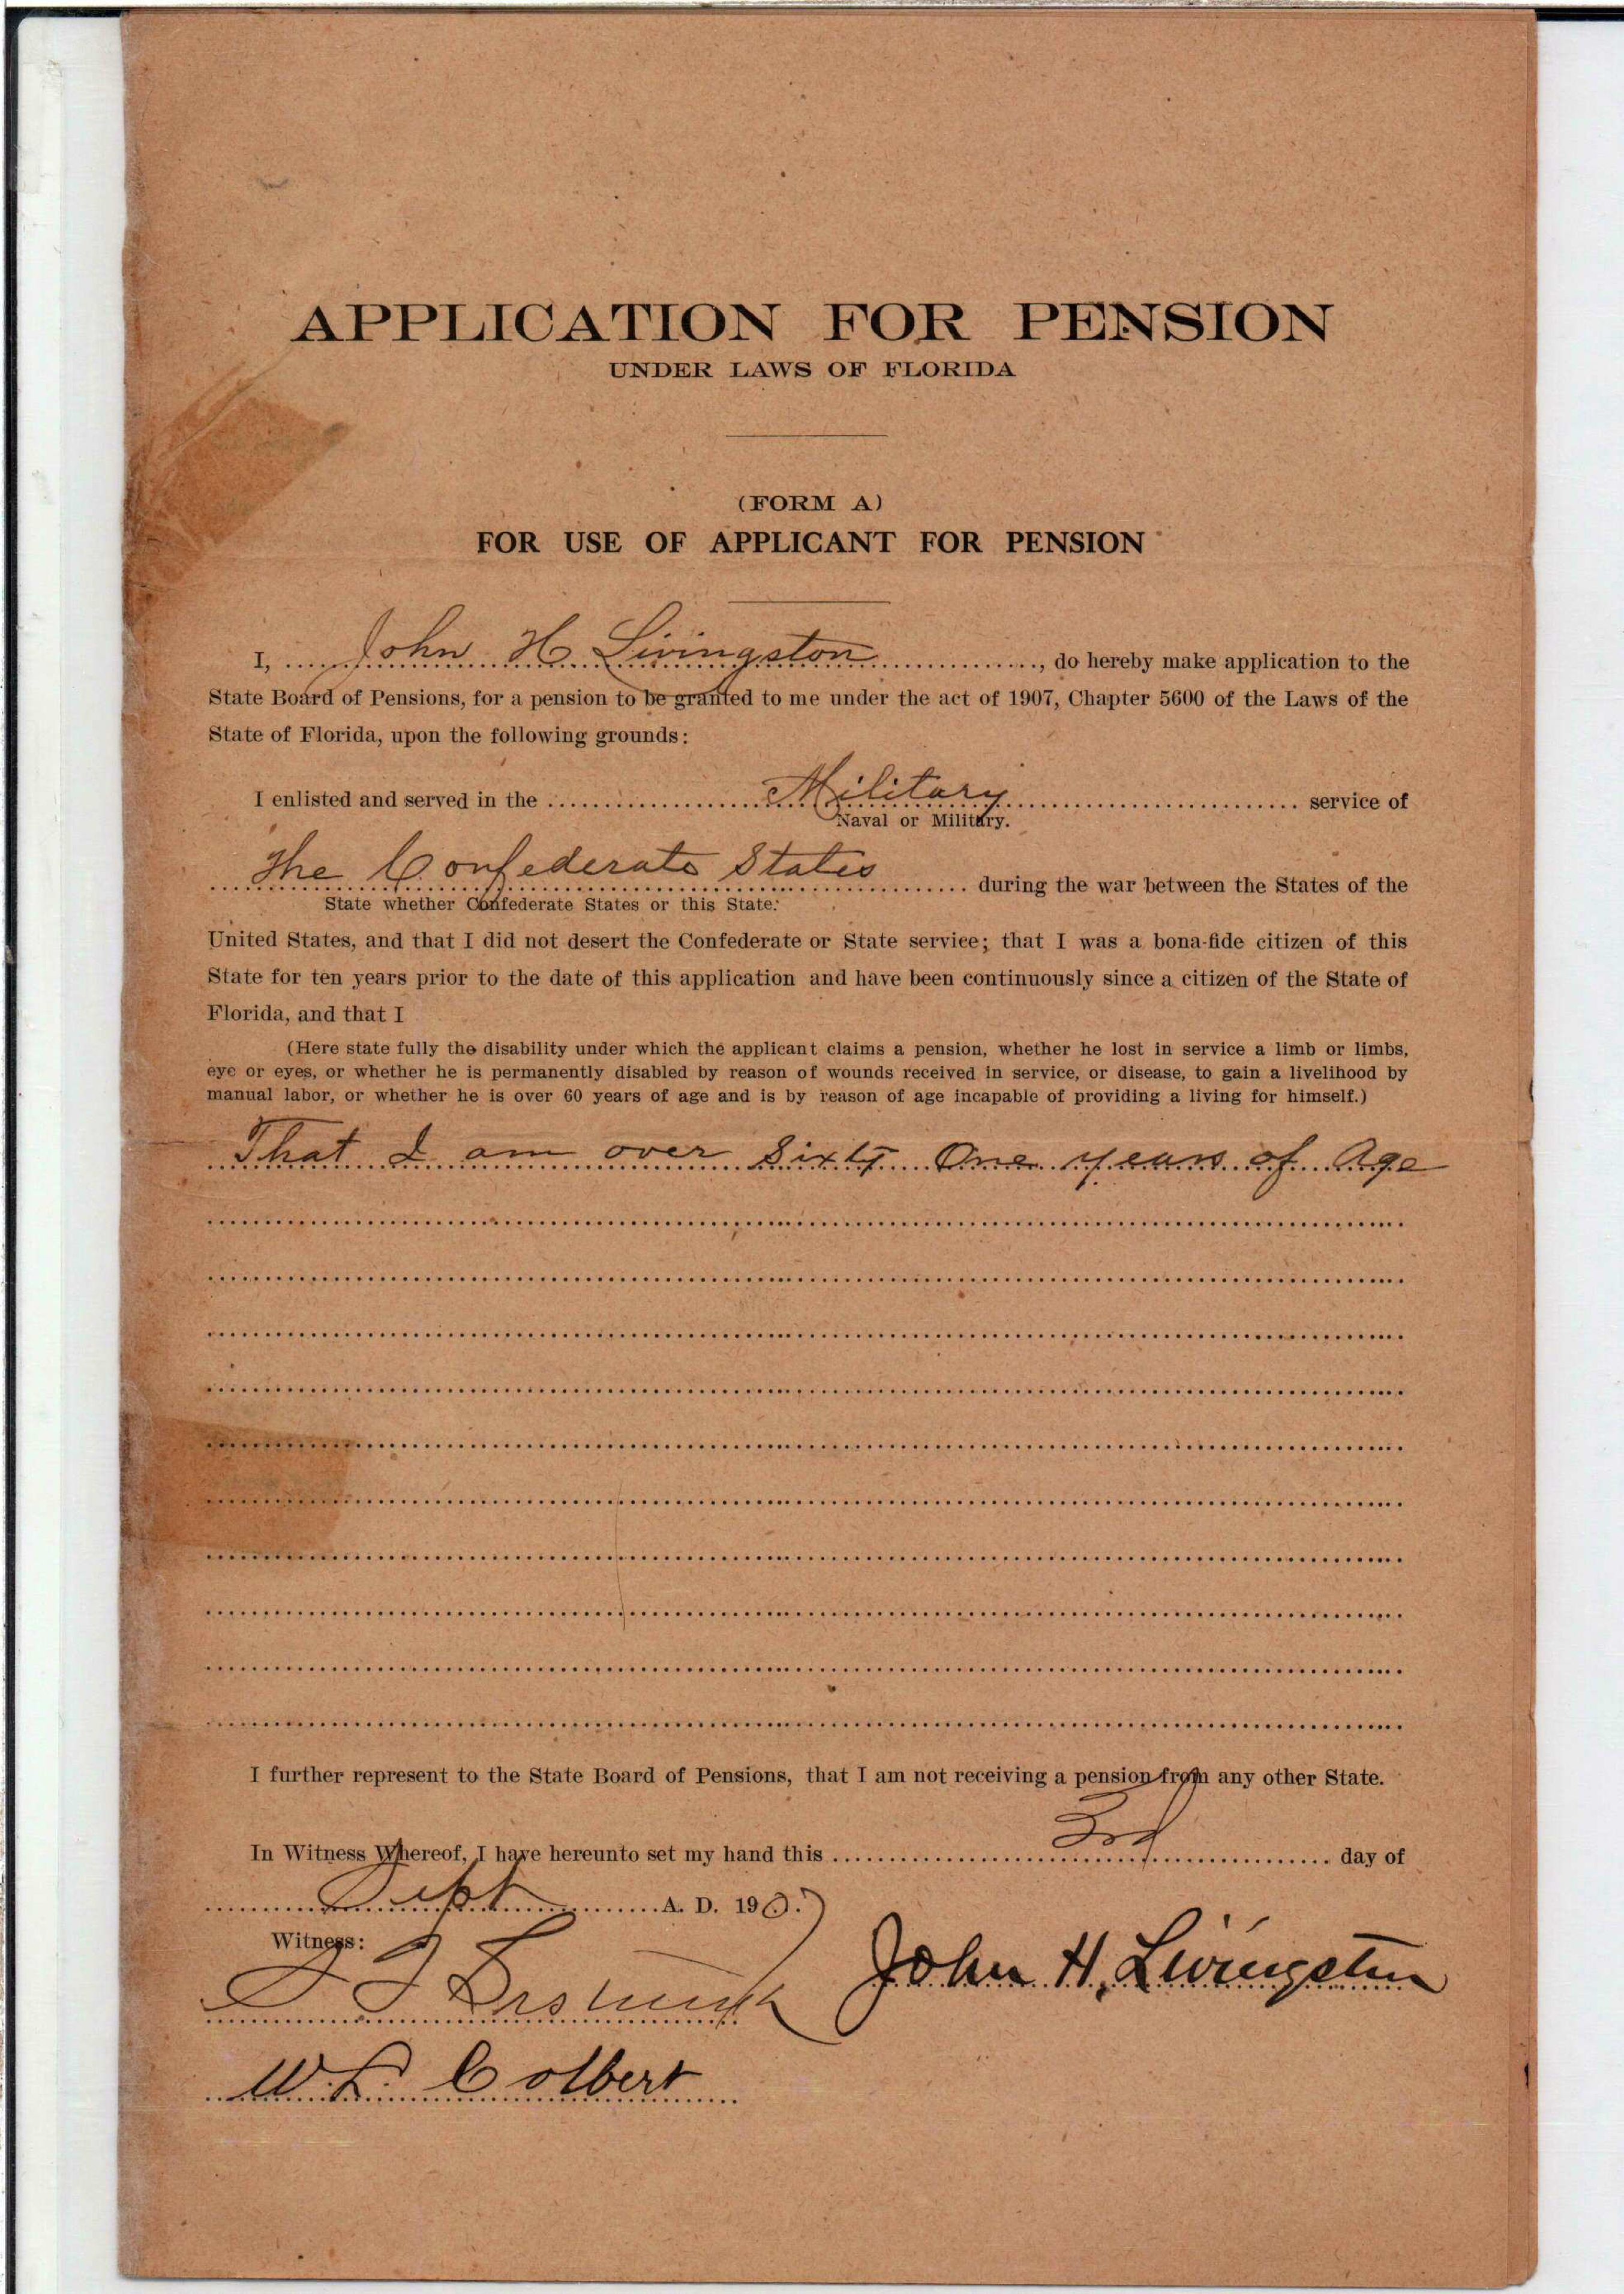 APPLICATION FOR PENSION
UNDER LAWS OF FLORIDA
(FORM A)
FOR USE OF APPLICANT FOR PENSION
I, John H Livingston, do hereby make application to the
State Board of Pensions, for a pension to be granted to me under the act of 1907, Chapter 5600 of the Laws of the
State of Florida, upon the following grounds:
I enlisted and served in the Military service of
Naval or Military.
The Confederate States during the war between the States of the
State whether Confederate States or this State.
United States, and that I did not desert the Confederate or State service; that I was a bona-fide citizen of this
State for ten years prior to the date of this application and have been continuously since a citizen of the State of
Florida, and that I
(Here state fully the disability under which the applicant claims a pension, whether he lost in service a limb or limbs,
eye or eyes, or whether he is permanently disabled by reason of wounds received in service, or disease, to gain a livelihood by
manual labor, or whether he is over 60 years of age and is by reason of age incapable of providing a living for himself.)
That I am over Sixty One years of Age
I further represent to the State Board of Pensions, that I am not receiving a pension from any other State.
In Witness Whereof, I have hereunto set my hand this 3rd day of
Sept A. D. 1907
Witness:
John H. Livingston
W. L. Colbert